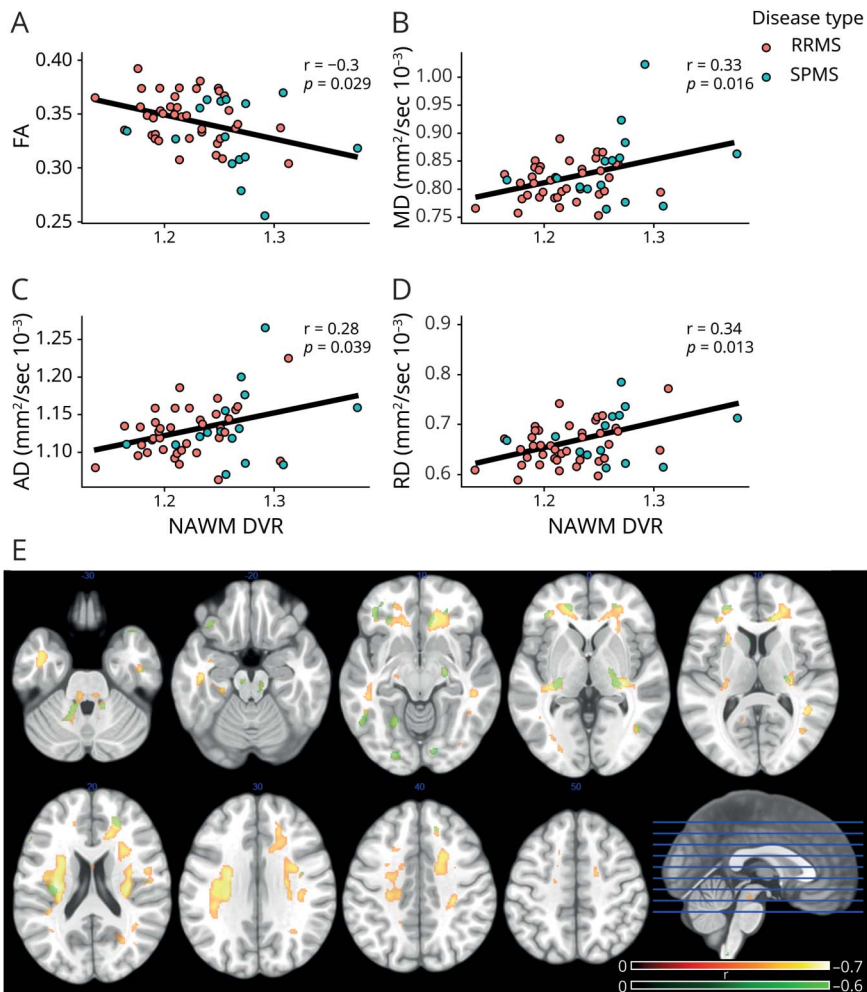 A
r = −0.3
p = 0.029
0.40
0.35
0.30
0.25
FA
1.2
1.3
B
r = 0.33
p = 0.016
1.00
0.95
0.90
0.85
0.80
0.75
MD (mm²/sec 10⁻³)
1.2
1.3
Disease type
RRMS
SPMS
C
r = 0.28
p = 0.039
1.25
1.20
1.15
1.10
AD (mm²/sec 10⁻³)
1.2
1.3
NAWM DVR
D
r = 0.34
p = 0.013
0.9
0.8
0.7
0.6
RD (mm²/sec 10⁻³)
1.2
1.3
NAWM DVR
E
-30
-20
-10
0
10
20
30
40
50
0
−0.7
r
0
−0.6